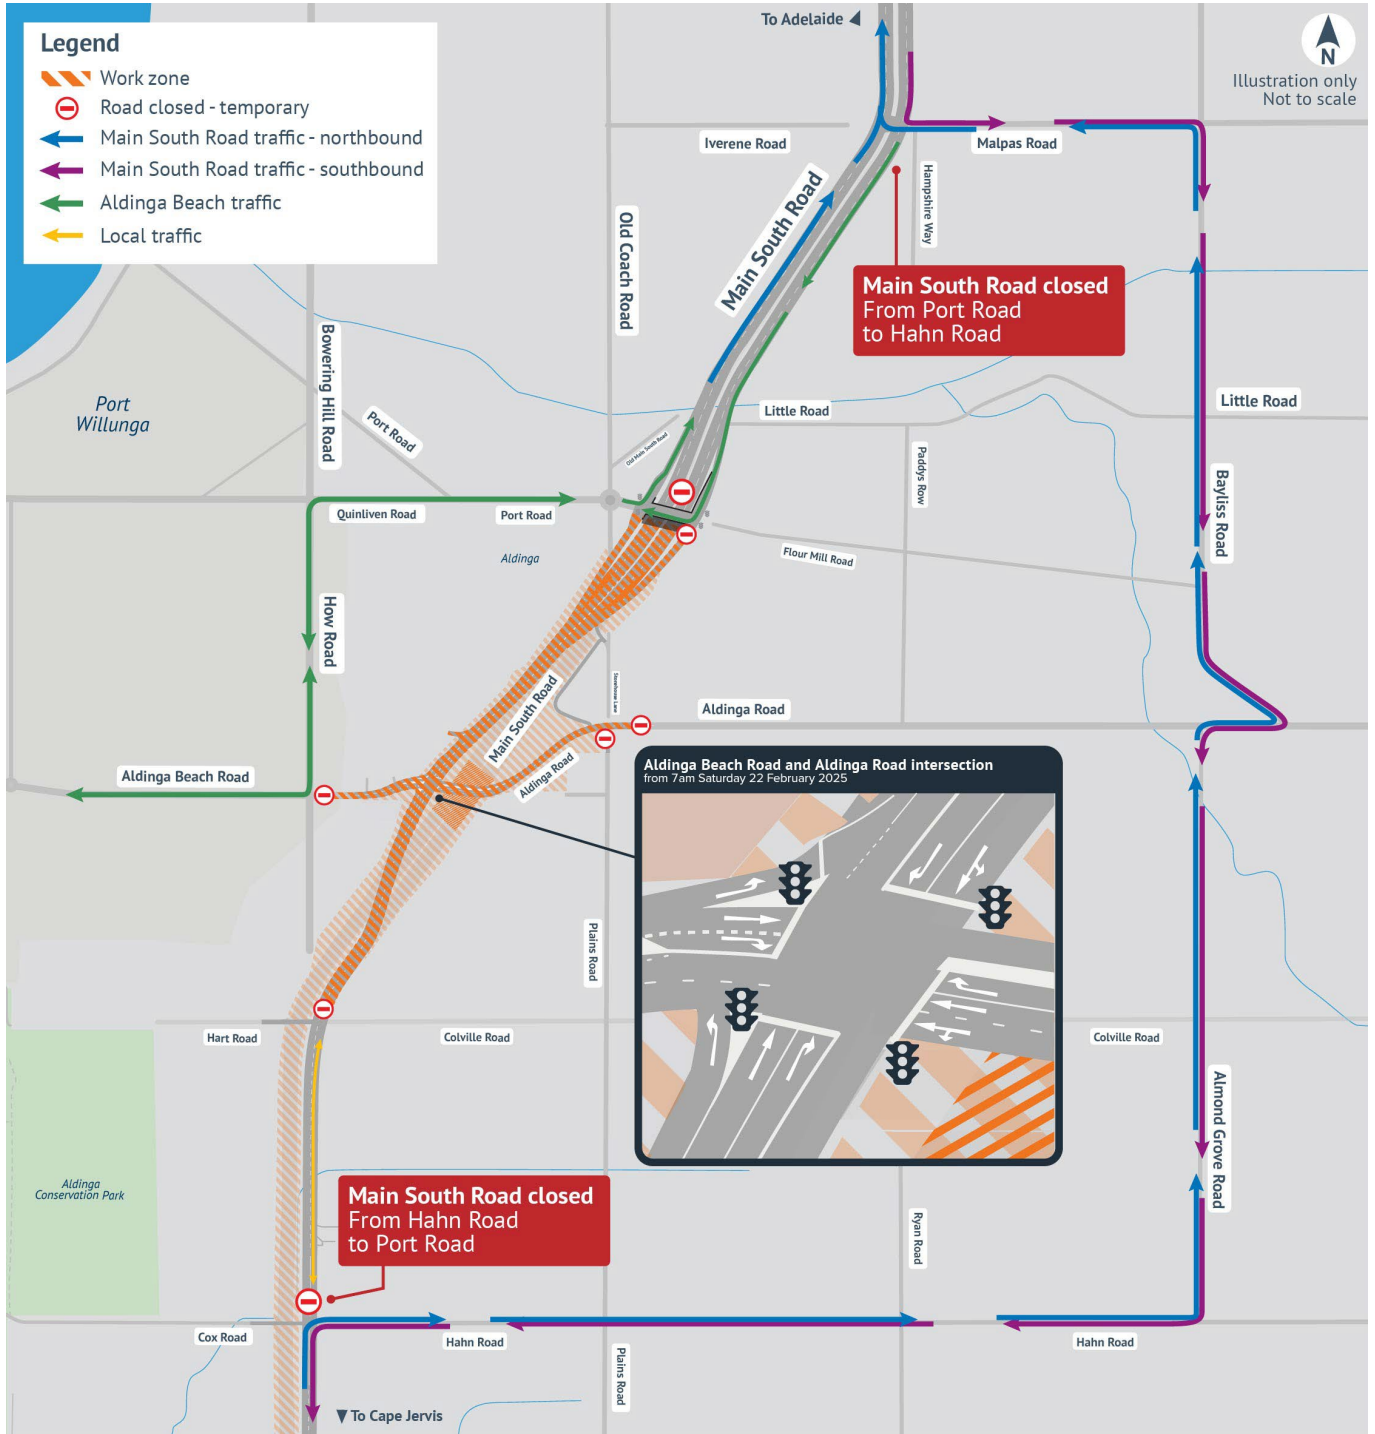 To Adelaide
Legend
Work zone
Road closed - temporary
Main South Road traffic - northbound
Main South Road traffic - southbound
Aldinga Beach traffic
Local traffic
N
Illustration only
Not to scale
Iverene Road
Malpas Road
Hampshire Way
Main South Road
Old Coach Road
Main South Road closed
From Port Road
to Hahn Road
Bowering Hill Road
Port
Willunga
Port Road
Little Road
Little Road
Old Main South Road
Paddys Row
Bayliss Road
Quinliven Road
Port Road
Aldinga
Flour Mill Road
How Road
Stonehouse Lane
Main South Road
Aldinga Road
Aldinga Road
Aldinga Beach Road
Aldinga Beach Road and Aldinga Road intersection
from 7am Saturday 22 February 2025
Plains Road
Hart Road
Colville Road
Colville Road
Almond Grove Road
Aldinga
Conservation Park
Main South Road closed
From Hahn Road
to Port Road
Ryan Road
Cox Road
Hahn Road
Hahn Road
Plains Road
To Cape Jervis